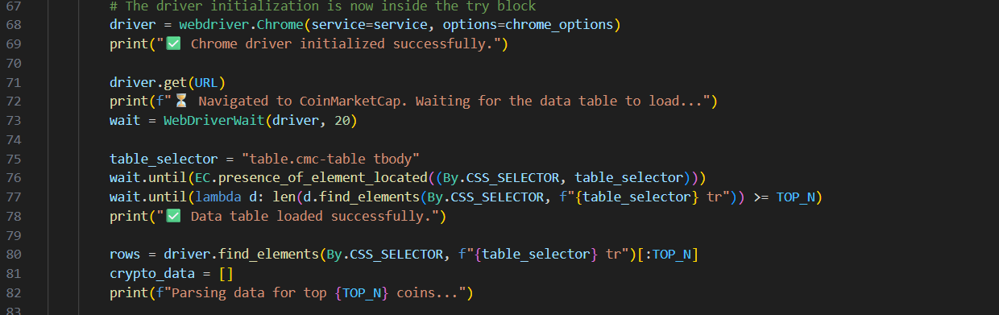 67 # The driver initialization is now inside the try block
68 driver = webdriver.Chrome(service=service, options=chrome_options)
69 print("✅ Chrome driver initialized successfully.")
70
71 driver.get(URL)
72 print(f"⏳ Navigated to CoinMarketCap. Waiting for the data table to load...")
73 wait = WebDriverWait(driver, 20)
74
75 table_selector = "table.cmc-table tbody"
76 wait.until(EC.presence_of_element_located((By.CSS_SELECTOR, table_selector)))
77 wait.until(lambda d: len(d.find_elements(By.CSS_SELECTOR, f"{table_selector} tr")) >= TOP_N)
78 print("✅ Data table loaded successfully.")
79
80 rows = driver.find_elements(By.CSS_SELECTOR, f"{table_selector} tr")[:TOP_N]
81 crypto_data = []
82 print(f"Parsing data for top {TOP_N} coins...")
83